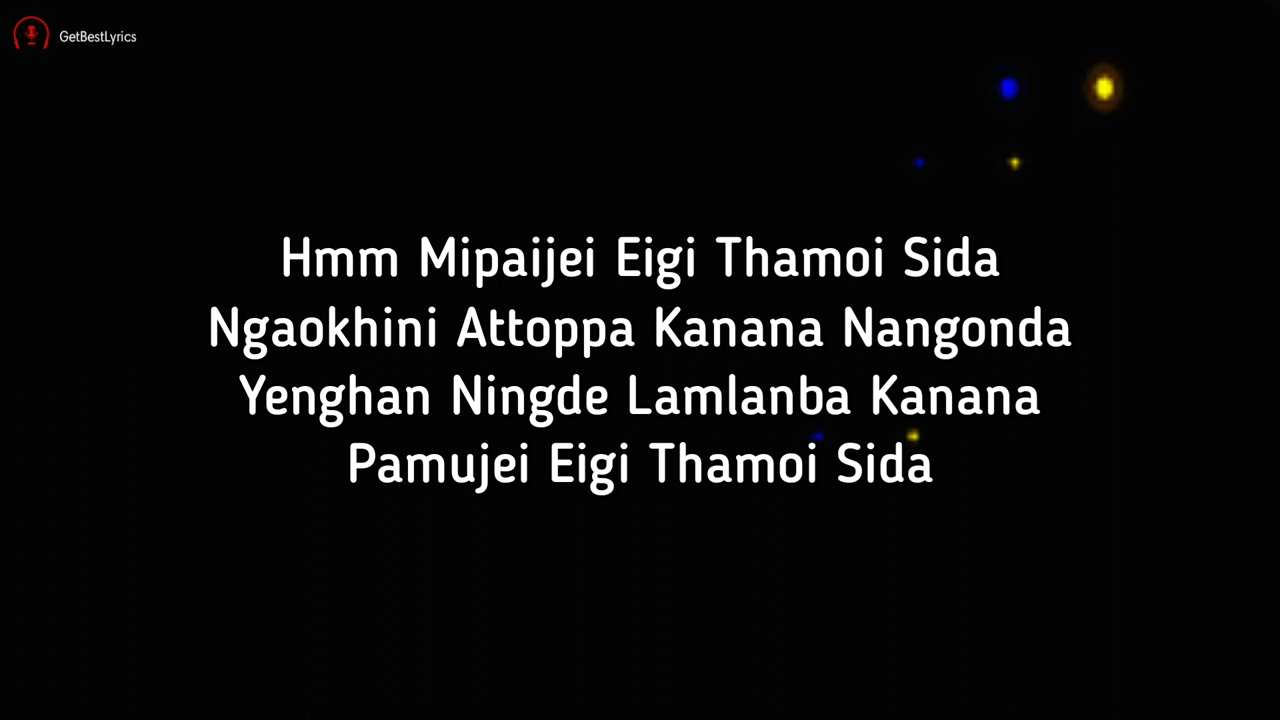 GetBestLyrics
Hmm Mipaijei Eigi Thamoi Sida
Ngaokhini Attoppa Kanana Nangonda
Yenghan Ningde Lamlanba Kanana
Pamujei Eigi Thamoi Sida